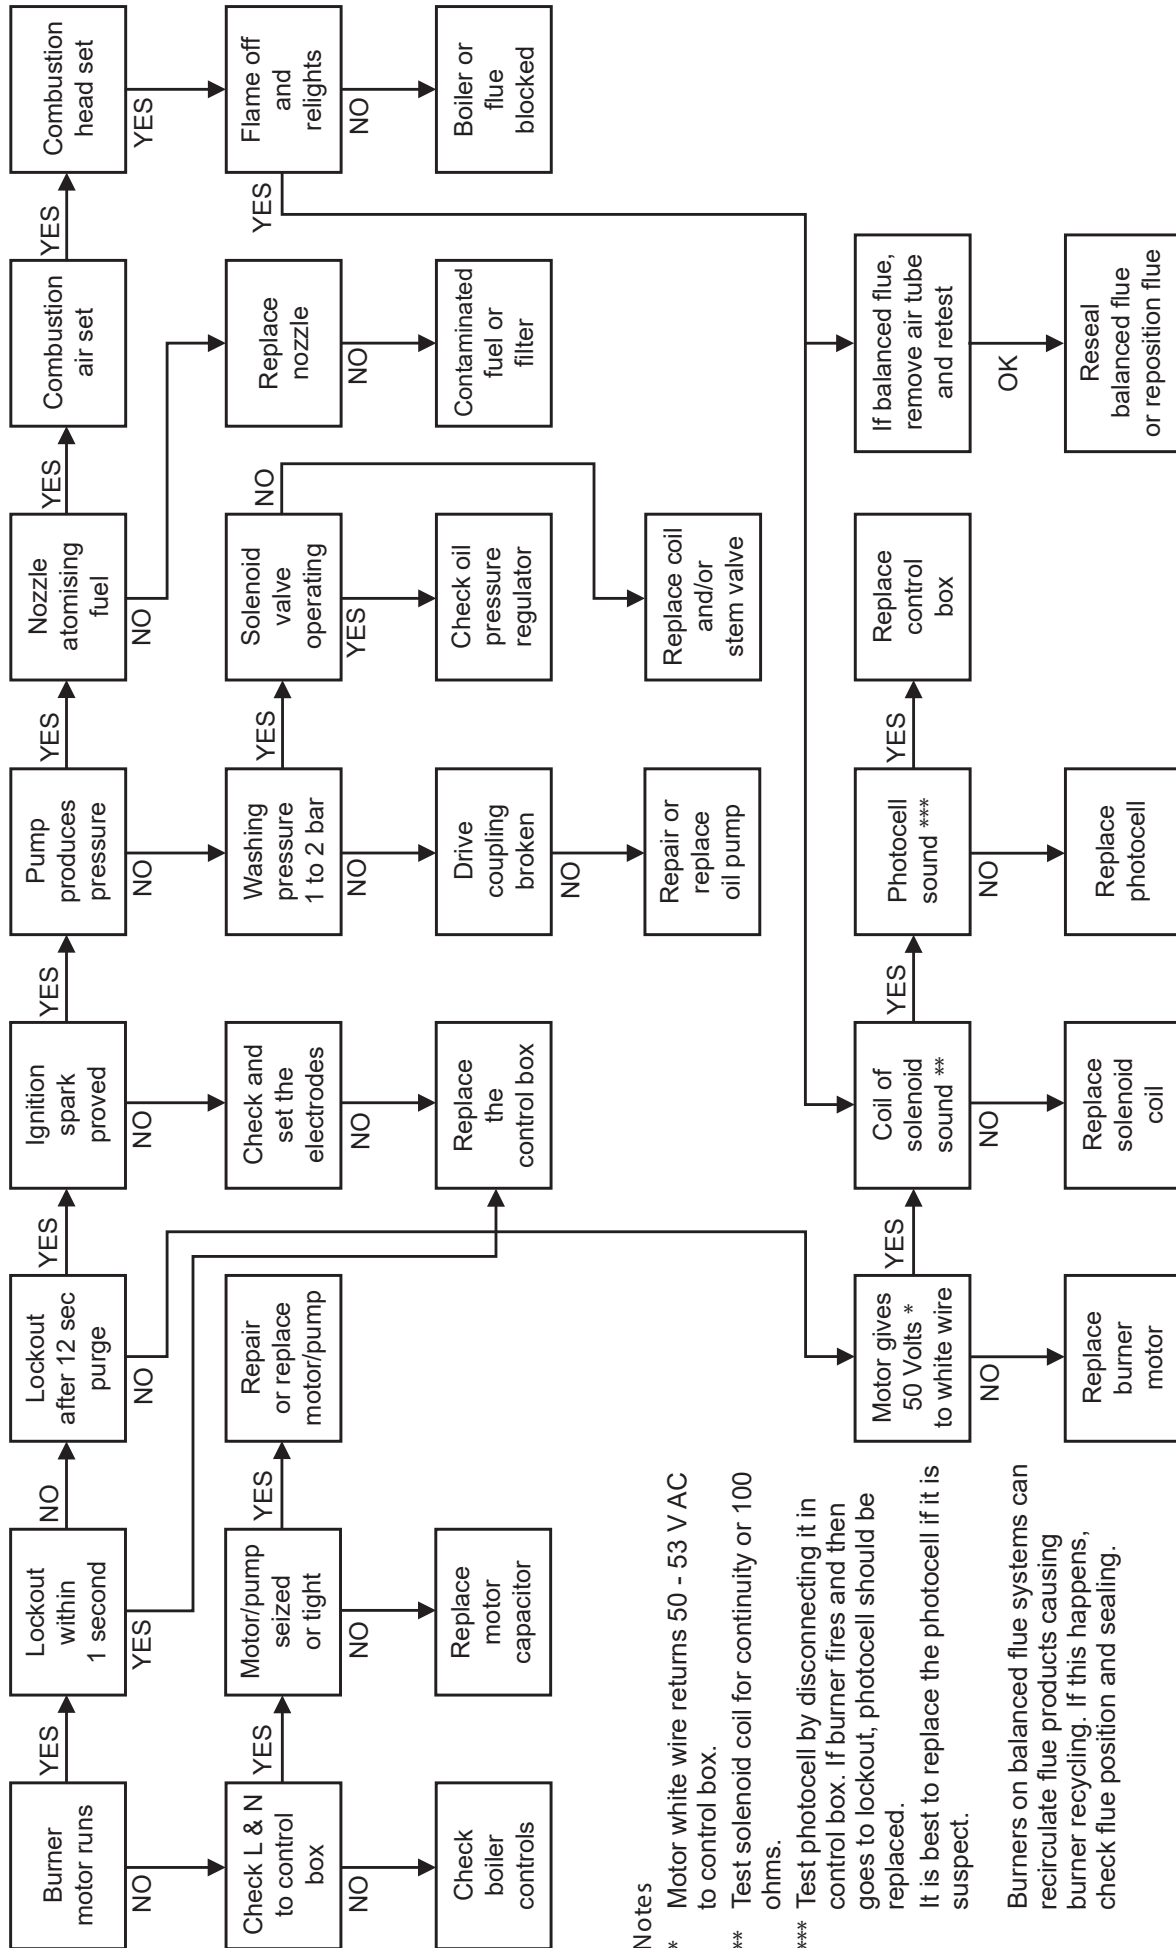 Burner
motor runs
YES
Lockout
within
1 second
NO
Lockout
after 12 sec
purge
YES
Ignition
spark
proved
YES
Pump
produces
pressure
YES
Nozzle
atomising
fuel
YES
Combustion
air set
YES
Combustion
head set
NO
YES
NO
NO
NO
NO
YES
Check L & N
to control
box
YES
Motor/pump
seized
or tight
YES
Repair
or replace
motor/pump
Check and
set the
electrodes
Washing
pressure
1 to 2 bar
YES
Solenoid
valve
operating
NO
Replace
nozzle
Flame off
and
relights
YES
NO
NO
NO
NO
YES
NO
NO
Check
boiler
controls
Replace
motor
capacitor
Replace
the
control box
Drive
coupling
broken
Check oil
pressure
regulator
Contaminated
fuel or
filter
Boiler or
flue
blocked
NO
Repair or
replace
oil pump
Replace coil
and/or
stem valve
Motor gives
50 Volts *
to white wire
YES
Coil of
solenoid
sound **
YES
Photocell
sound ***
YES
Replace
control
box
If balanced flue,
remove air tube
and retest
NO
NO
NO
OK
Replace
burner
motor
Replace
solenoid
coil
Replace
photocell
Reseal
balanced flue
or reposition flue
Notes
* Motor white wire returns 50 - 53 V AC
to control box.
** Test solenoid coil for continuity or 100
ohms.
*** Test photocell by disconnecting it in
control box. If burner fires and then
goes to lockout, photocell should be
replaced.
It is best to replace the photocell if it is
suspect.
Burners on balanced flue systems can
recirculate flue products causing
burner recycling. If this happens,
check flue position and sealing.